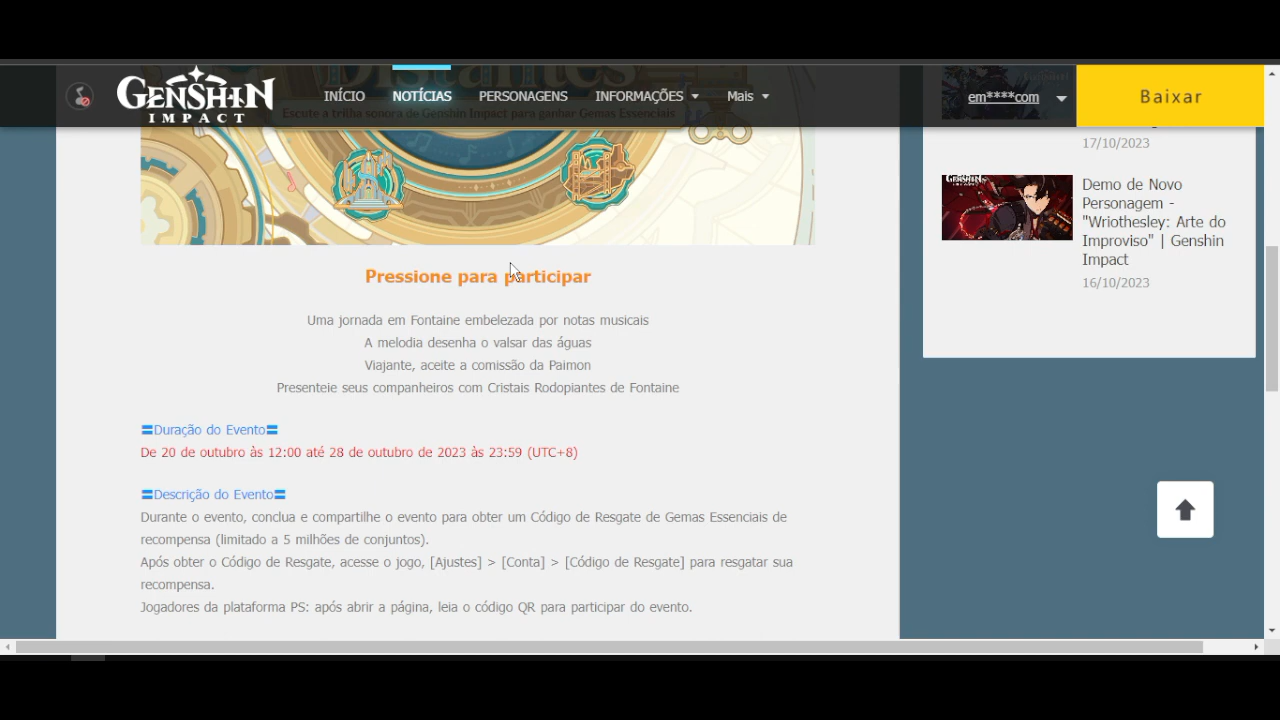 GENSHIN
IMPACT
INÍCIO
NOTÍCIAS
PERSONAGENS
INFORMAÇÕES
Mais
em****com
Baixar
Distantes
Escute a trilha sonora de Genshin Impact para ganhar Gemas Essenciais
17/10/2023
GENSHIN
Demo de Novo
Personagem -
"Wriothesley: Arte do
Improviso" | Genshin
Impact
16/10/2023
Pressione para participar
Uma jornada em Fontaine embelezada por notas musicais
A melodia desenha o valsar das águas
Viajante, aceite a comissão da Paimon
Presenteie seus companheiros com Cristais Rodopiantes de Fontaine
〓Duração do Evento〓
De 20 de outubro às 12:00 até 28 de outubro de 2023 às 23:59 (UTC+8)
〓Descrição do Evento〓
Durante o evento, conclua e compartilhe o evento para obter um Código de Resgate de Gemas Essenciais de
recompensa (limitado a 5 milhões de conjuntos).
Após obter o Código de Resgate, acesse o jogo, [Ajustes] > [Conta] > [Código de Resgate] para resgatar sua
recompensa.
Jogadores da plataforma PS: após abrir a página, leia o código QR para participar do evento.